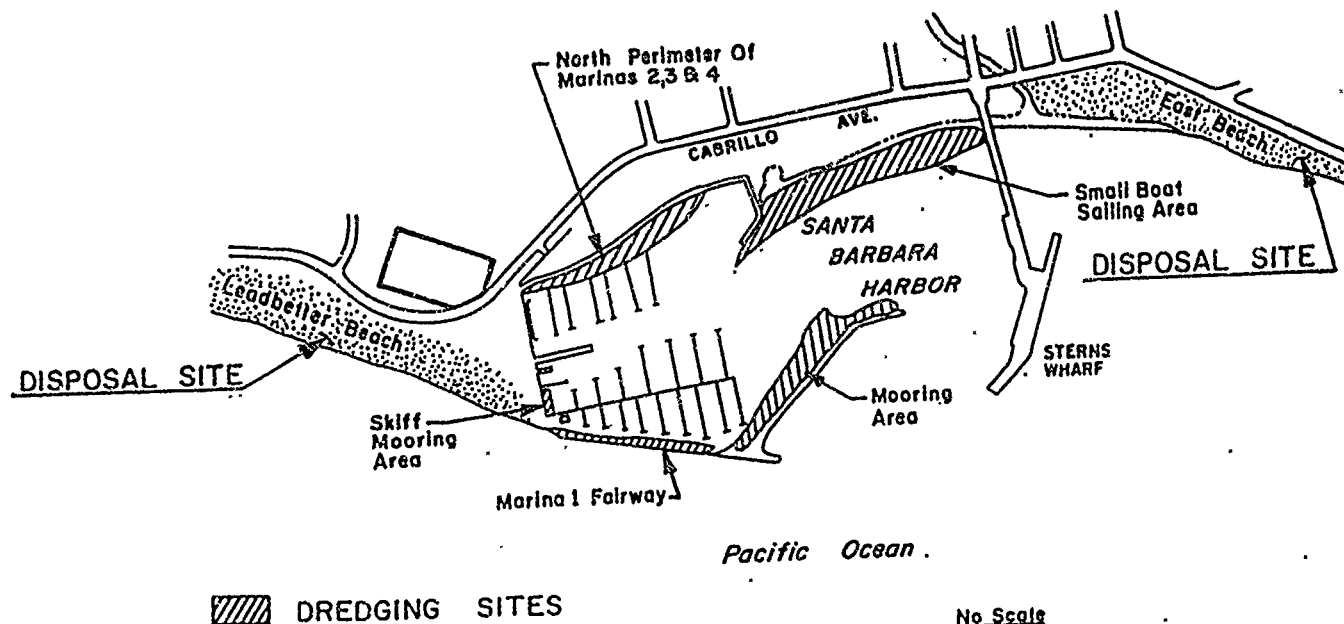 North Perimeter Of
Marinas 2,3 & 4
CABRILLO AVE.
East Beach
Small Boat
Sailing Area
SANTA
BARBARA
HARBOR
DISPOSAL SITE
Leadbetter Beach
DISPOSAL SITE
STERNS
WHARF
Mooring
Area
Skiff
Mooring
Area
Marina 1 Fairway
Pacific Ocean
DREDGING SITES
No Scale